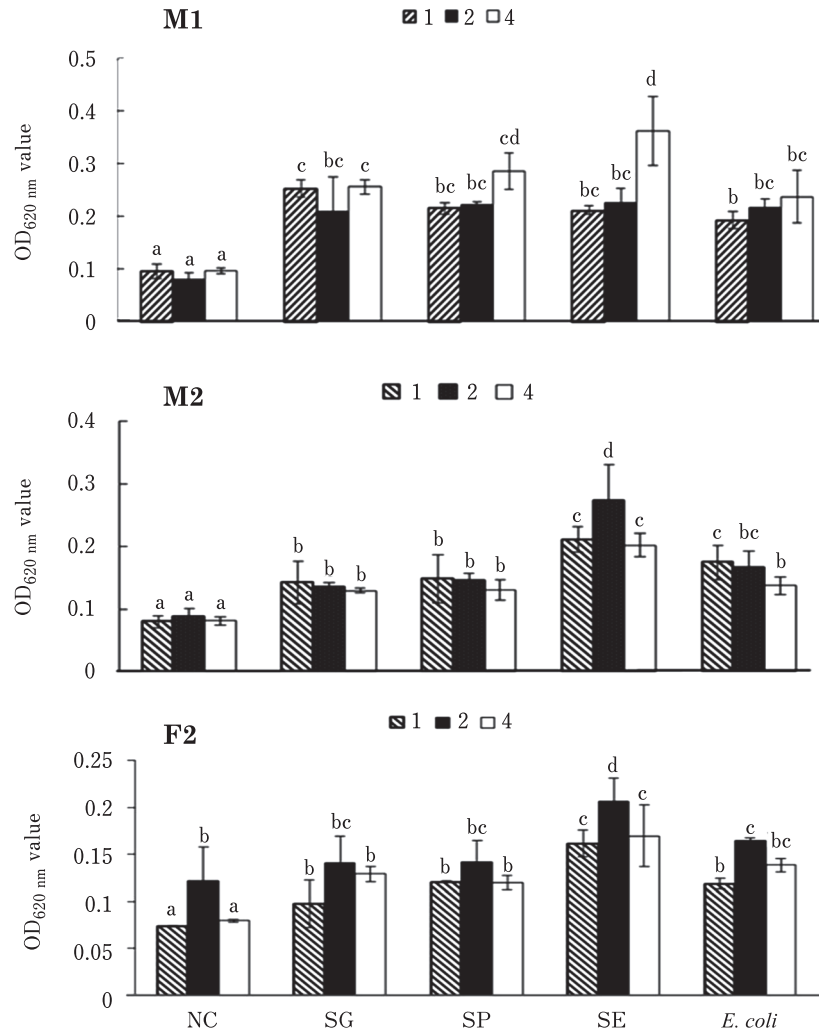 M1
1 2 4
0.5
0.4
0.3
0.2
0.1
0
OD620 nm value
a a a
c bc c
bc bc cd
bc bc d
b bc bc
M2
1 2 4
0.4
0.3
0.2
0.1
0
OD620 nm value
a a a
b b b
b b b
c d c
c bc b
F2
1 2 4
0.25
0.2
0.15
0.1
0.05
0
OD620 nm value
a b a
b bc b
b bc b
c d c
b c bc
NC SG SP SE E. coli